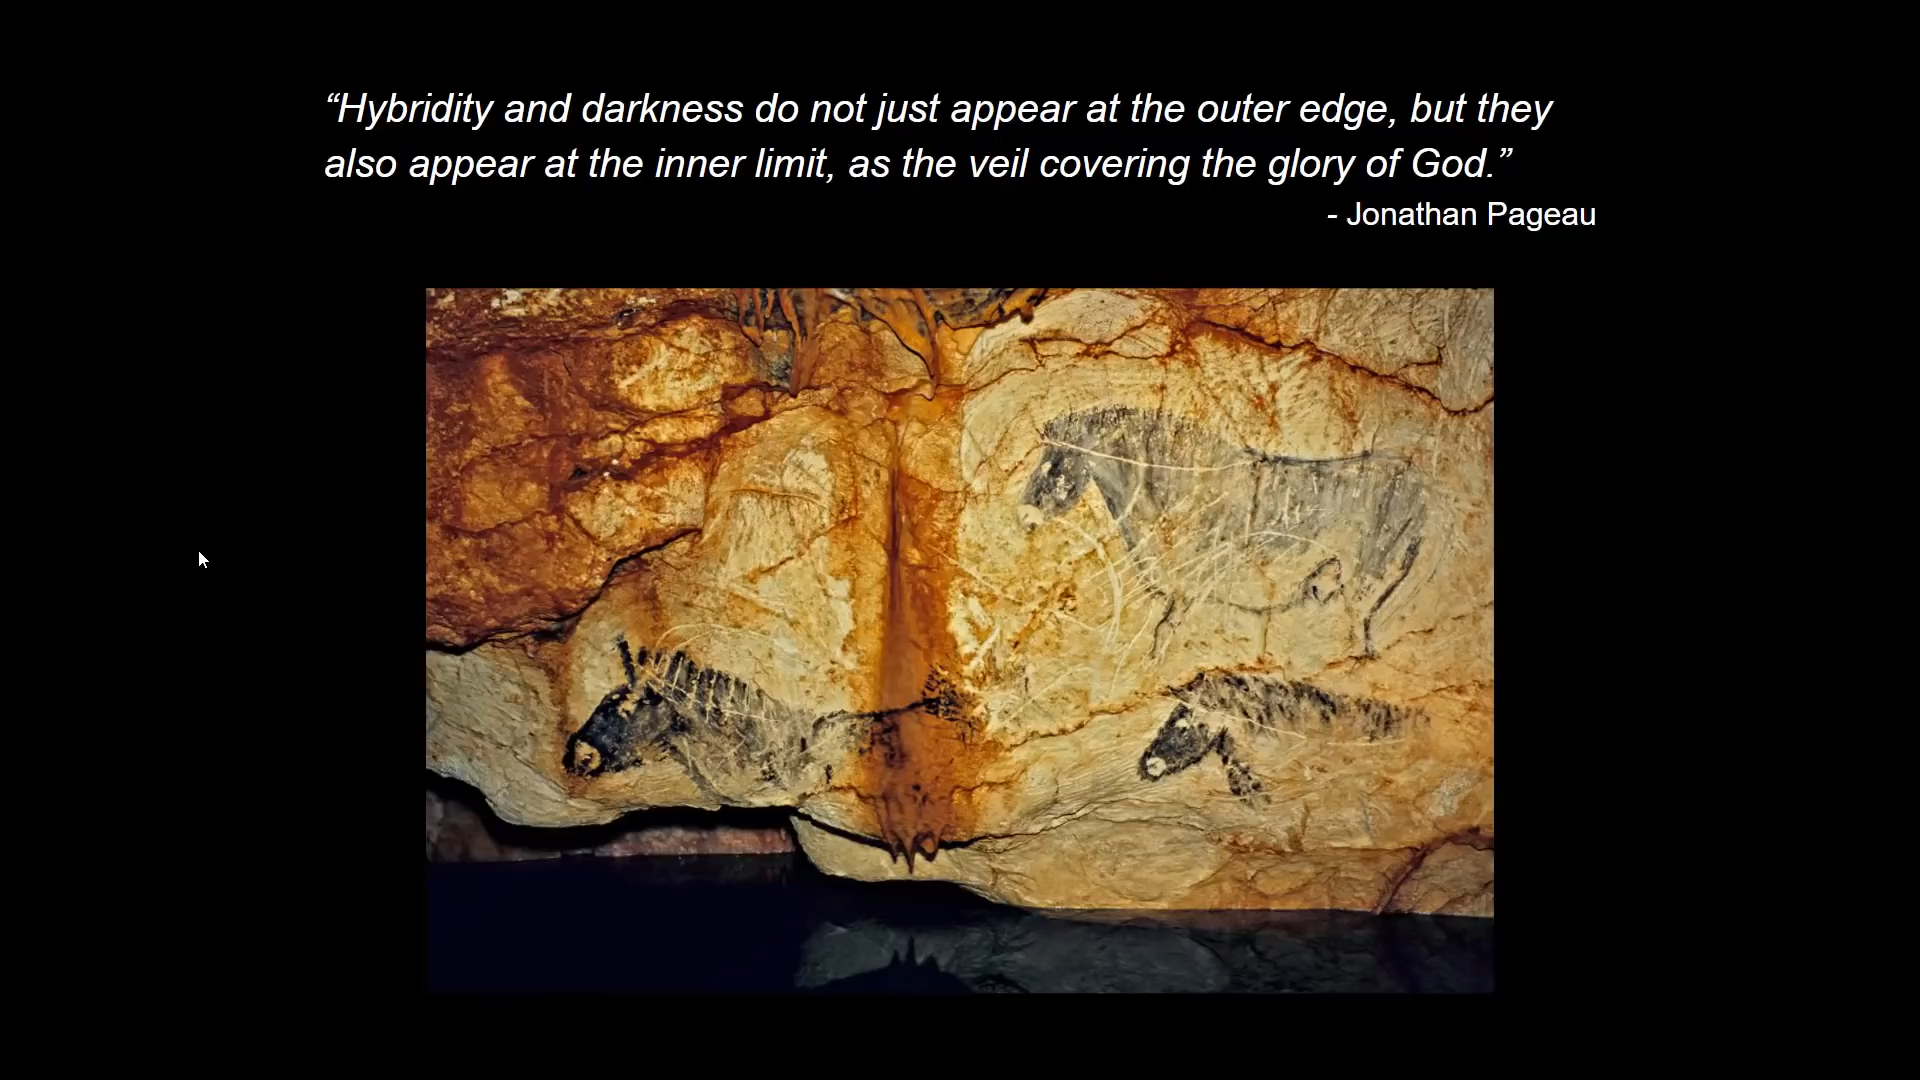 “Hybridity and darkness do not just appear at the outer edge, but they
also appear at the inner limit, as the veil covering the glory of God.”
- Jonathan Pageau